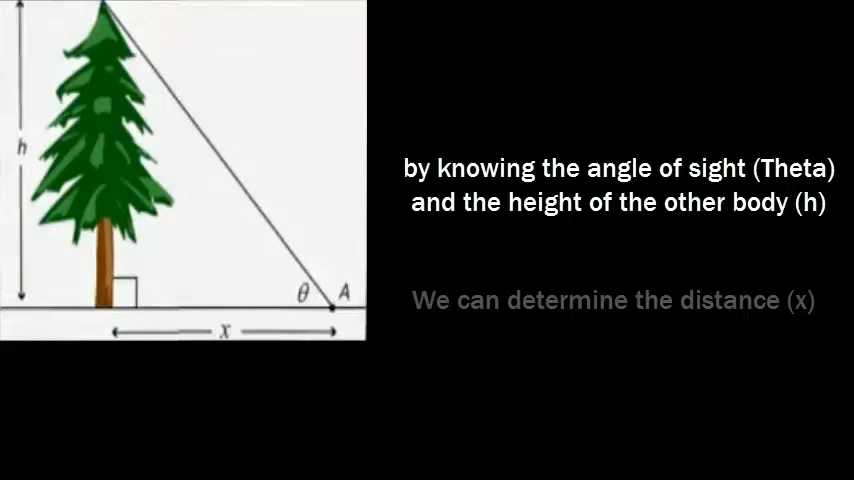 h
θ
A
x
by knowing the angle of sight (Theta)
and the height of the other body (h)
We can determine the distance (x)